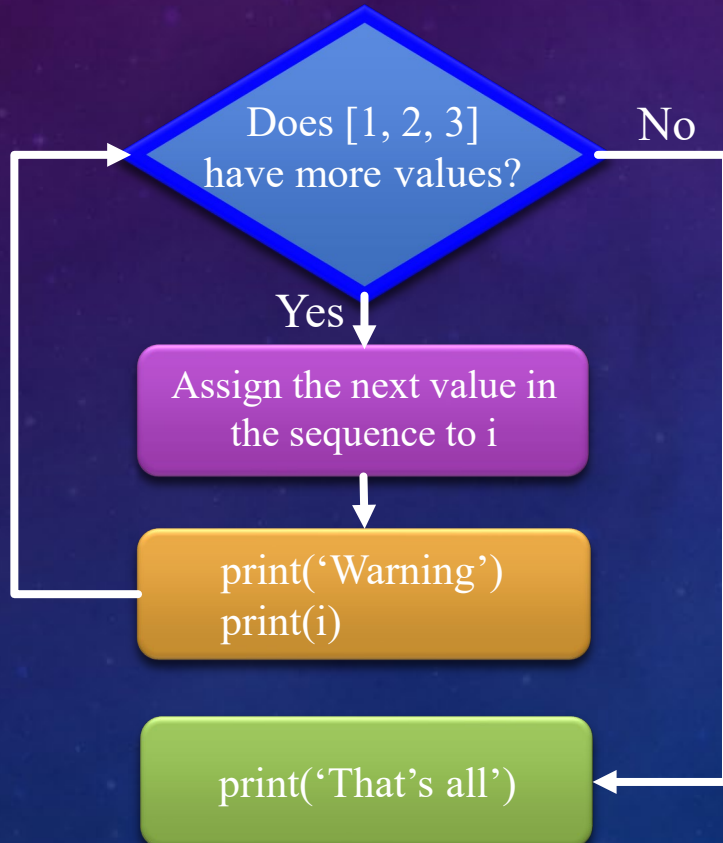 Does [1, 2, 3]
have more values?
No
Yes
Assign the next value in
the sequence to i
print(‘Warning’)
print(i)
print(‘That’s all’)